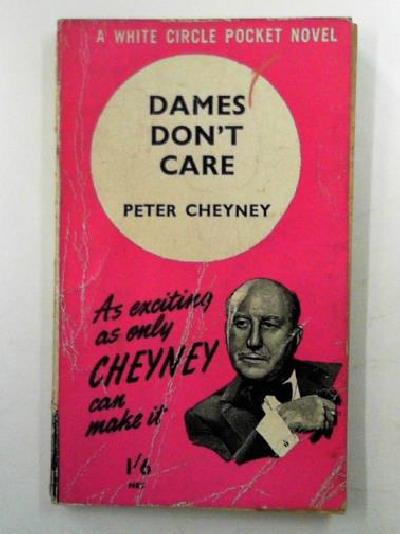 A WHITE CIRCLE POCKET NOVEL
DAMES
DON'T
CARE
PETER CHEYNEY
As exciting
as only
CHEYNEY
can
make it
1/6
NET